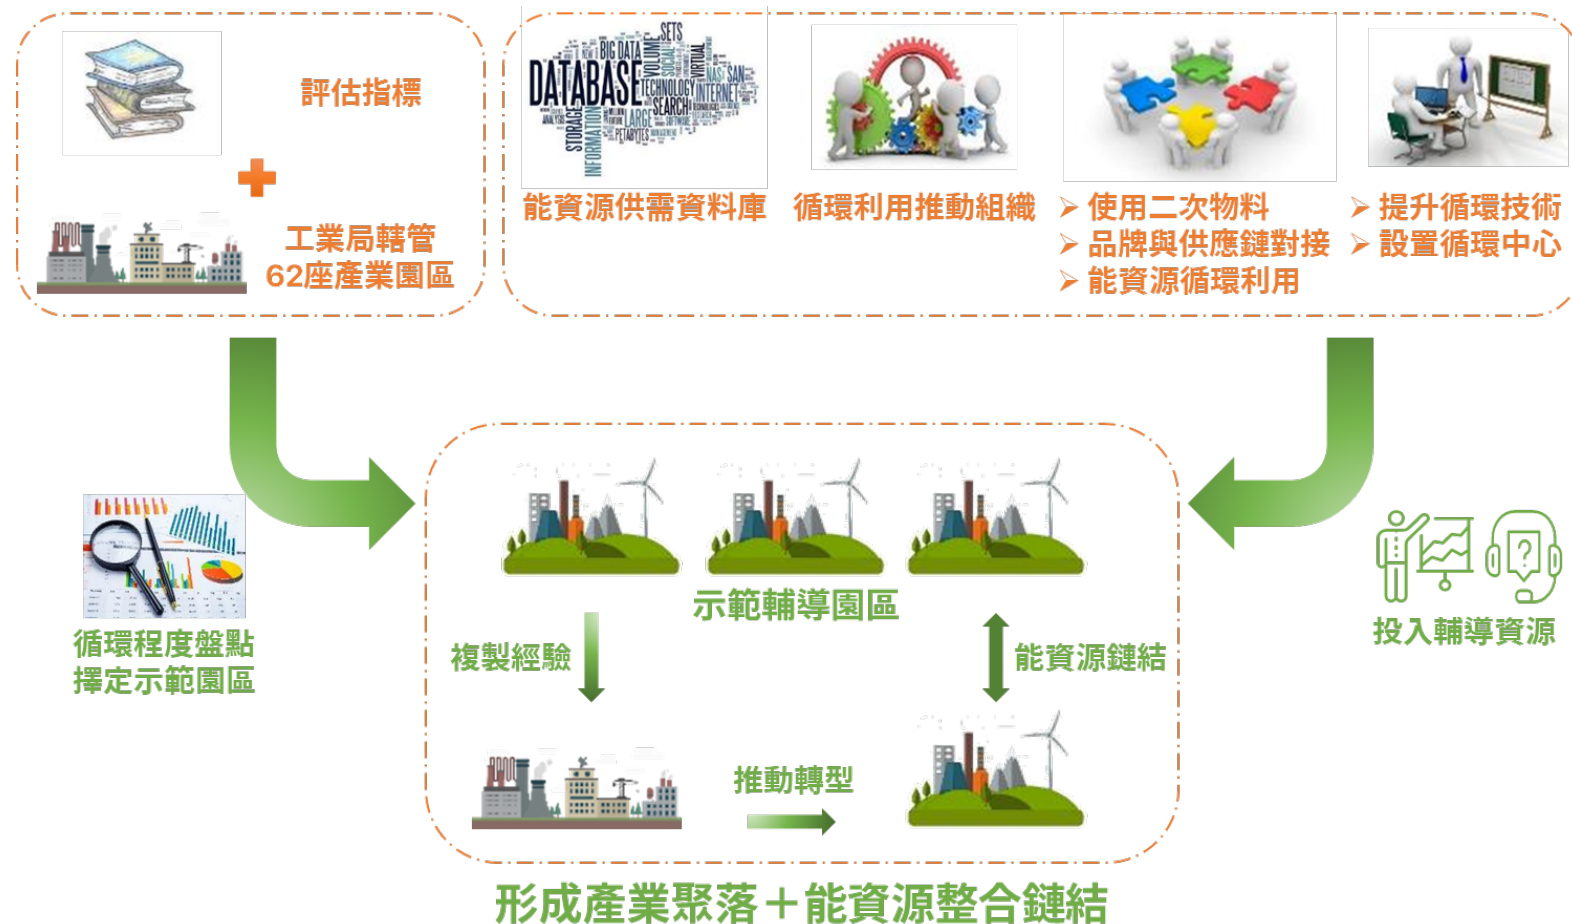 評估指標
工業局轄管
62座產業園區
SETS
BIG DATA
VOLUME
SOCIAL
VIRTUAL
DATABASE
TECHNOLOGY
NAS
SAN
INTERNET
SEARCH
STORAGE
INFORMATION
LARGE
SOFTWARE
PETABYTES
MANAGEMENT
ANALYSIS
能資源供需資料庫
循環利用推動組織
➢ 使用二次物料
➢ 品牌與供應鏈對接
➢ 能資源循環利用
➢ 提升循環技術
➢ 設置循環中心
循環程度盤點
擇定示範園區
?
投入輔導資源
示範輔導園區
複製經驗
能資源鏈結
推動轉型
形成產業聚落＋能資源整合鏈結